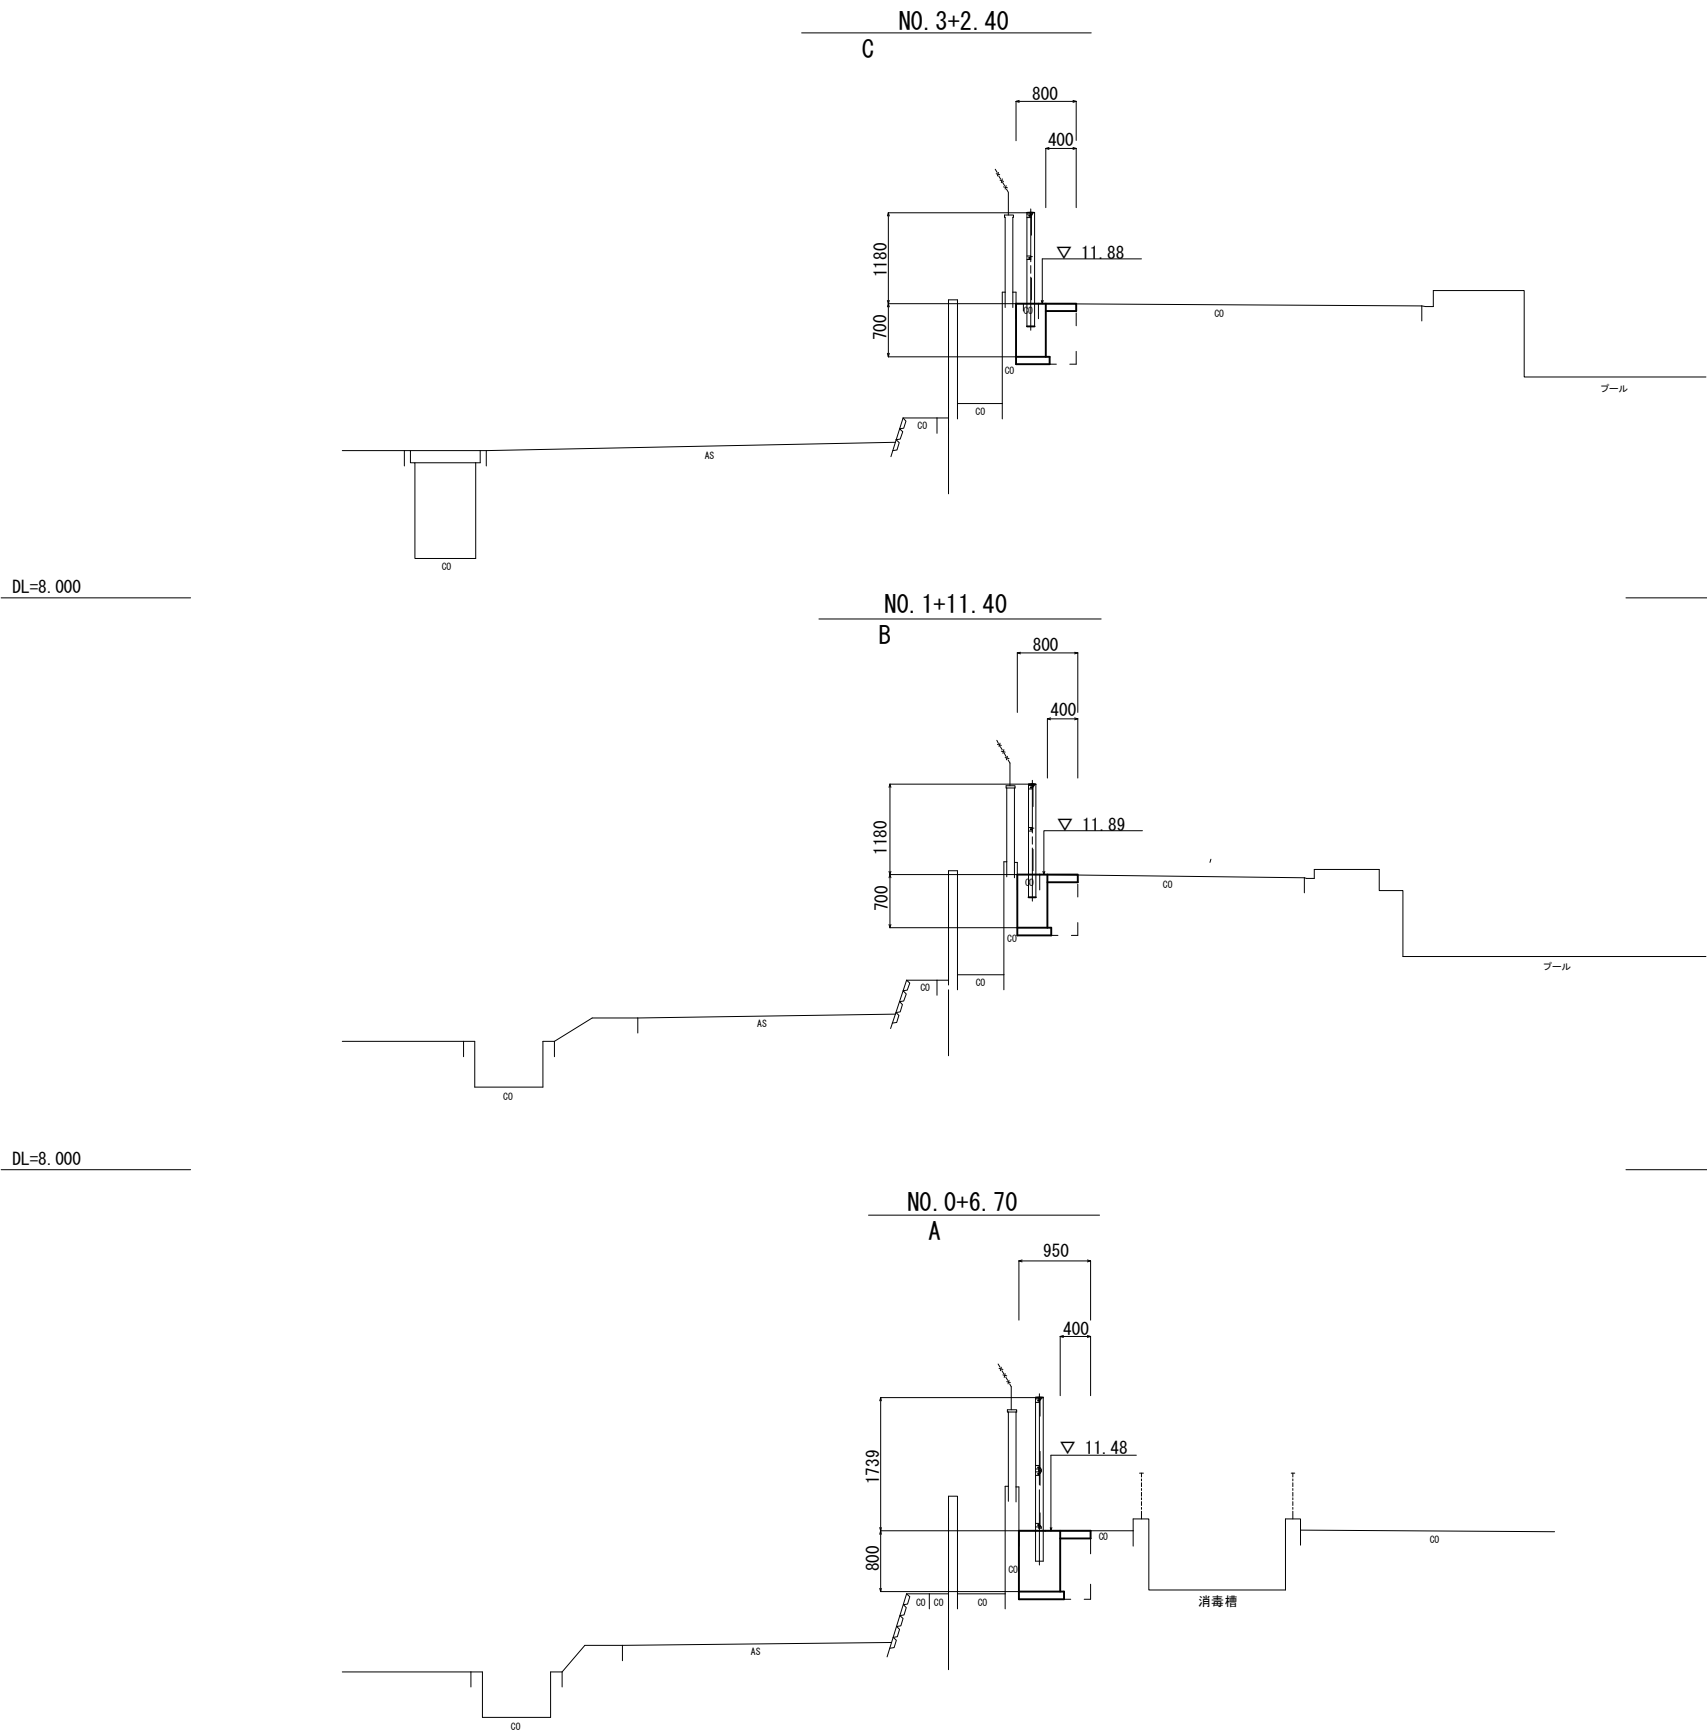 NO.3+2.40
C
800
400
1180
▽ 11.88
700
CO
CO
CO
プール
CO
CO
AS
CO
DL=8.000
NO.1+11.40
B
800
400
1180
▽ 11.89
700
CO
CO
CO
プール
CO
CO
AS
CO
DL=8.000
NO.0+6.70
A
950
400
1739
▽ 11.48
800
CO
CO
CO
消毒槽
CO
CO
CO
AS
CO